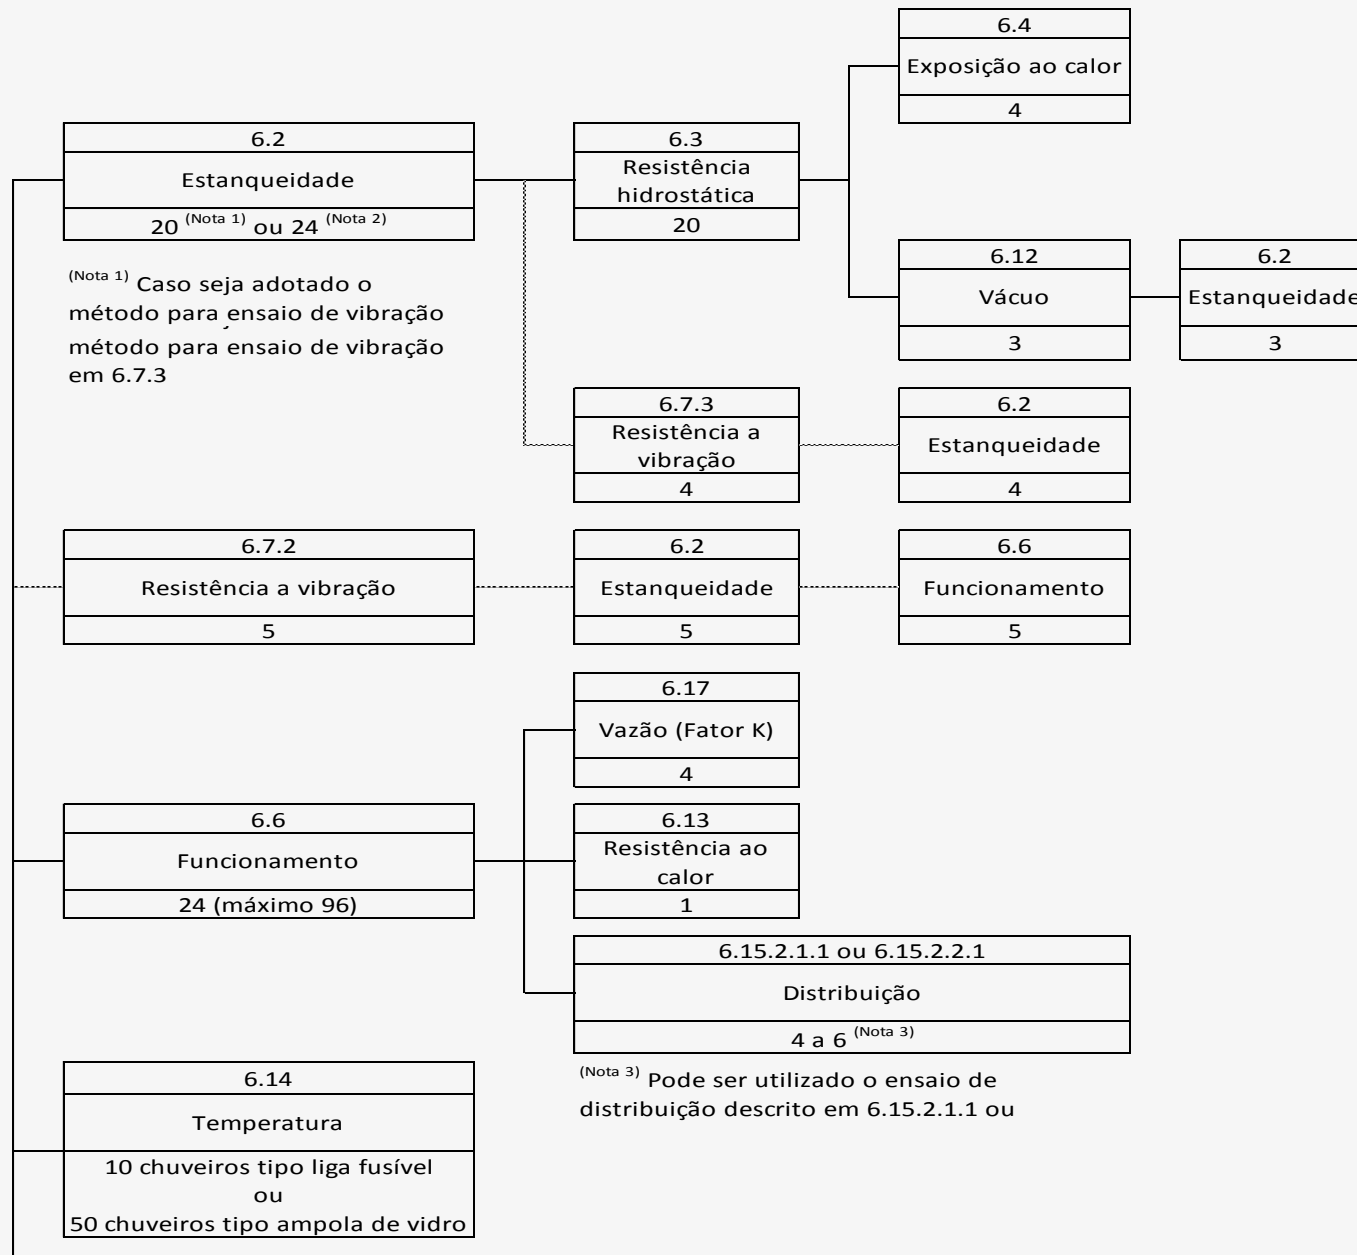 6.4
Exposição ao calor
4
6.2
Estanqueidade
20 (Nota 1) ou 24 (Nota 2)
6.3
Resistência
hidrostática
20
(Nota 1) Caso seja adotado o
método para ensaio de vibração
método para ensaio de vibração
em 6.7.3
6.12
Vácuo
3
6.2
Estanqueidade
3
6.7.3
Resistência a
vibração
4
6.2
Estanqueidade
4
6.7.2
Resistência a vibração
5
6.2
Estanqueidade
5
6.6
Funcionamento
5
6.17
Vazão (Fator K)
4
6.6
Funcionamento
24 (máximo 96)
6.13
Resistência ao
calor
1
6.15.2.1.1 ou 6.15.2.2.1
Distribuição
4 a 6 (Nota 3)
(Nota 3) Pode ser utilizado o ensaio de
distribuição descrito em 6.15.2.1.1 ou
6.14
Temperatura
10 chuveiros tipo liga fusível
ou
50 chuveiros tipo ampola de vidro